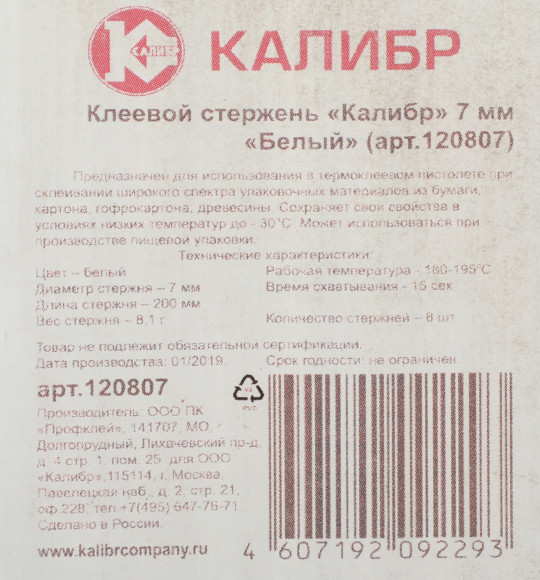 КАЛИБР
КАЛИБР
Клеевой стержень «Калибр» 7 мм
«Белый» (арт.120807)
Предназначен для использования в термоклеевом пистолете при
склеивании широкого спектра упаковочных материалов из бумаги,
картона, гофрокартона, древесины. Сохраняет свои свойства в
условиях низких температур до - 30°С. Может использоваться при
производстве пищевой упаковки.
Технические характеристики:
Цвет – белый
Рабочая температура - 180-195°С
Диаметр стержня – 7 мм
Время схватывания - 15 сек
Длина стержня – 200 мм
Вес стержня – 8,1 г
Количество стержней – 8 шт
Товар не подлежит обязательной сертификации.
Дата производства: 01/2019.
Срок годности: не ограничен.
арт.120807
PVC
Производитель: ООО ПК
«Профклей», 141707, МО, г.
Долгопрудный, Лихачевский пр-д,
д. 4 стр. 1, пом. 25, для ООО
«Калибр»,115114, г. Москва,
Павелецкая наб., д. 2, стр. 21,
оф.228, тел.+7(495) 647-76-71
Сделано в России.
www.kalibrcompany.ru
4 607192 092293